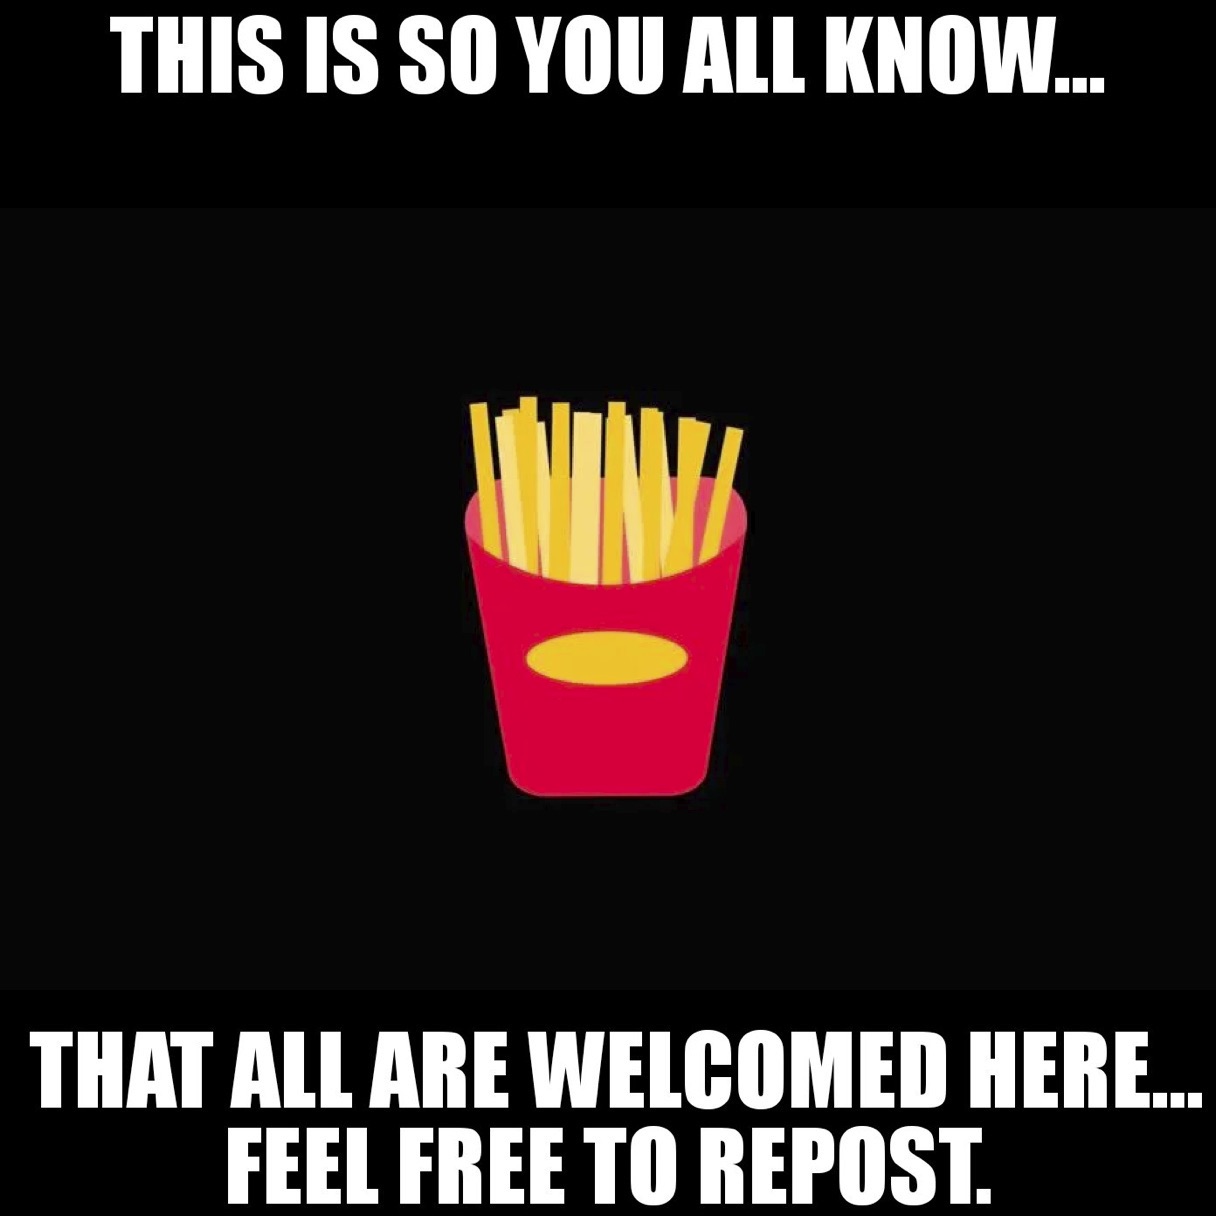 THIS IS SO YOU ALL KNOW...
THAT ALL ARE WELCOMED HERE...
FEEL FREE TO REPOST.